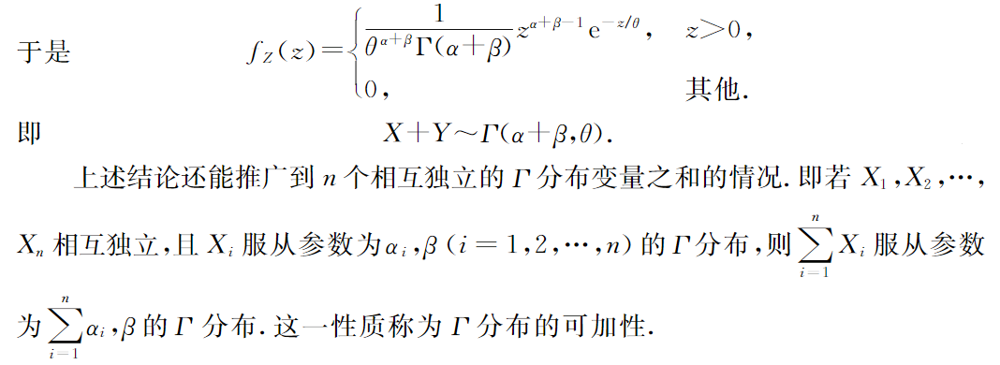 于是 $f_Z(z)=\begin{cases}\dfrac{1}{\theta^{\alpha+\beta}\Gamma(\alpha+\beta)}z^{\alpha+\beta-1}\mathrm{e}^{-z/\theta}, & z>0,\\ 0, & \text{其他}.\end{cases}$
即 $X+Y\sim\Gamma(\alpha+\beta,\theta).$
上述结论还能推广到 $n$ 个相互独立的 $\Gamma$ 分布变量之和的情况.即若 $X_1,X_2,\cdots,$
$X_n$ 相互独立,且 $X_i$ 服从参数为 $\alpha_i,\beta\,(i=1,2,\cdots,n)$ 的 $\Gamma$ 分布,则 $\sum_{i=1}^{n}X_i$ 服从参数
为 $\sum_{i=1}^{n}\alpha_i,\beta$ 的 $\Gamma$ 分布.这一性质称为 $\Gamma$ 分布的可加性.